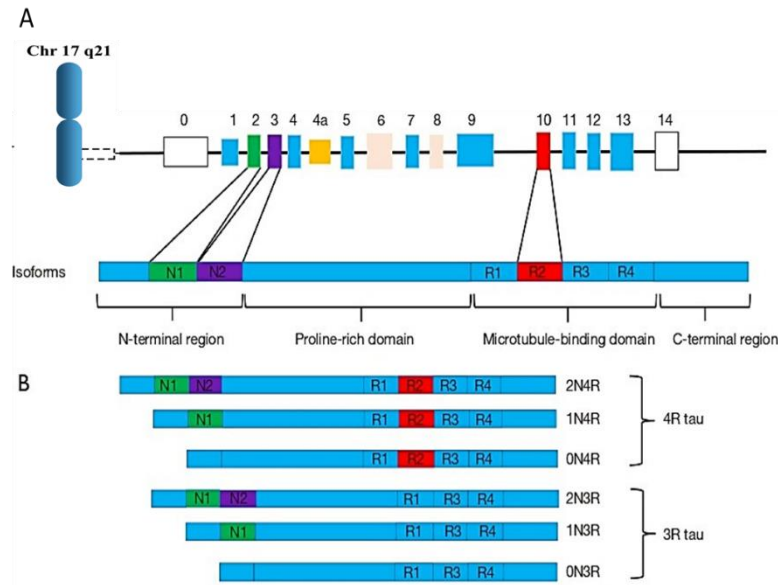 A
Chr 17 q21
0 1 2 3 4 4a 5 6 7 8 9 10 11 12 13 14
Isoforms N1 N2 R1 R2 R3 R4
N-terminal region Proline-rich domain Microtubule-binding domain C-terminal region
B
N1 N2 R1 R2 R3 R4 2N4R
N1 R1 R2 R3 R4 1N4R
4R tau
R1 R2 R3 R4 0N4R
N1 N2 R1 R3 R4 2N3R
N1 R1 R3 R4 1N3R
3R tau
R1 R3 R4 0N3R